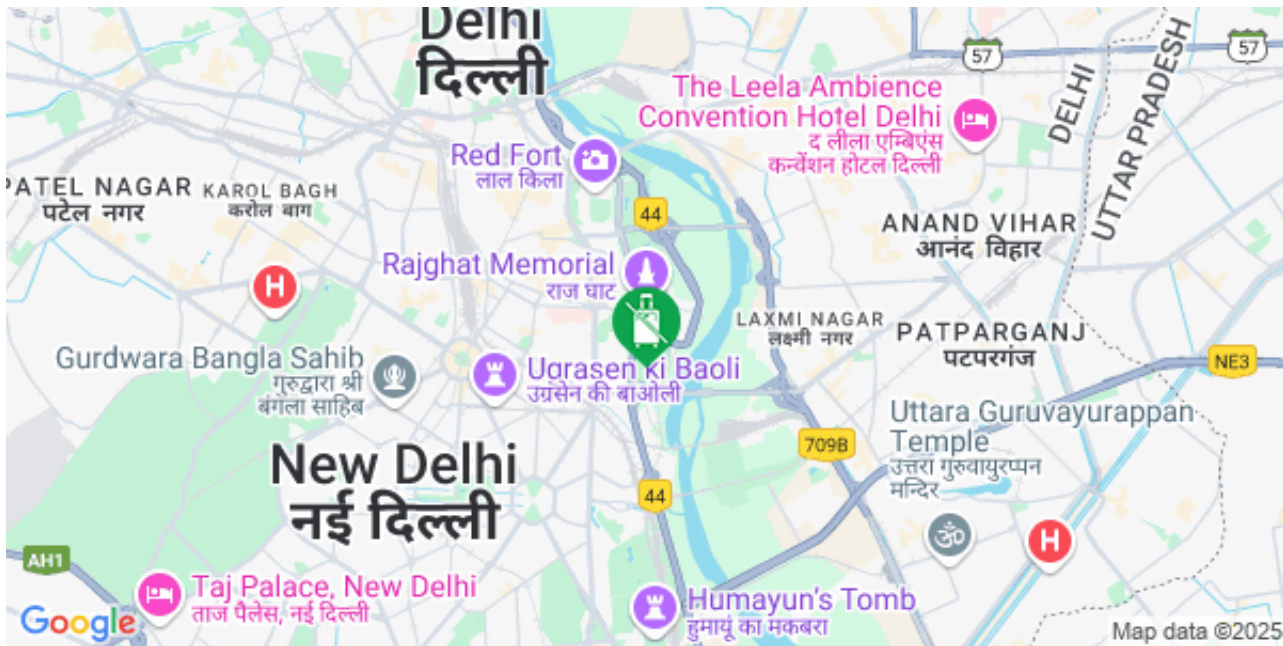 Delhi
दिल्ली
57
57
The Leela Ambience
Convention Hotel Delhi
द लीला एम्बिएंस
कन्वेंशन होटल दिल्ली
DELHI
UTTAR PRADESH
Red Fort
लाल किला
PATEL NAGAR
पटेल नगर
KAROL BAGH
करोल बाग
44
ANAND VIHAR
आनंद विहार
Rajghat Memorial
राज घाट
H
LAXMI NAGAR
लक्ष्मी नगर
PATPARGANJ
पटपरगंज
Gurdwara Bangla Sahib
गुरुद्वारा श्री
बंगला साहिब
Ugrasen ki Baoli
उग्रसेन की बाओली
NE3
Uttara Guruvayurappan
Temple
उत्तरा गुरुवायुरप्पन
मन्दिर
709B
New Delhi
नई दिल्ली
44
H
AH1
Taj Palace, New Delhi
ताज पैलेस, नई दिल्ली
Humayun's Tomb
हुमायूं का मकबरा
Google
Map data ©2025